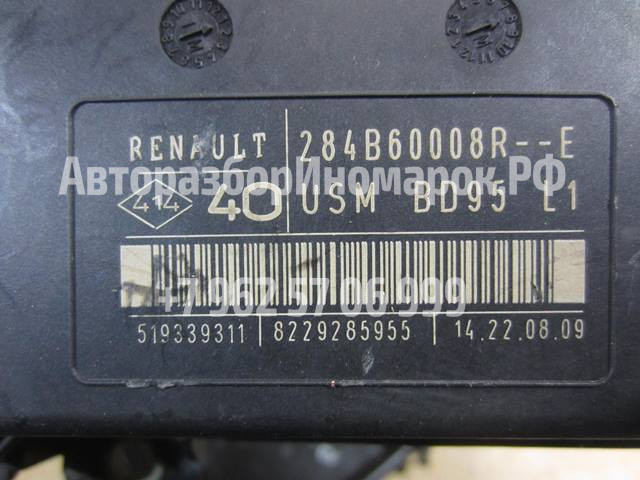 RENAULT 284B60008R--E
АвторазборИномарок.РФ
414 40 USM BD95 L1
+7 962 57 06 999
519339311 8229285955 14.22.08.09